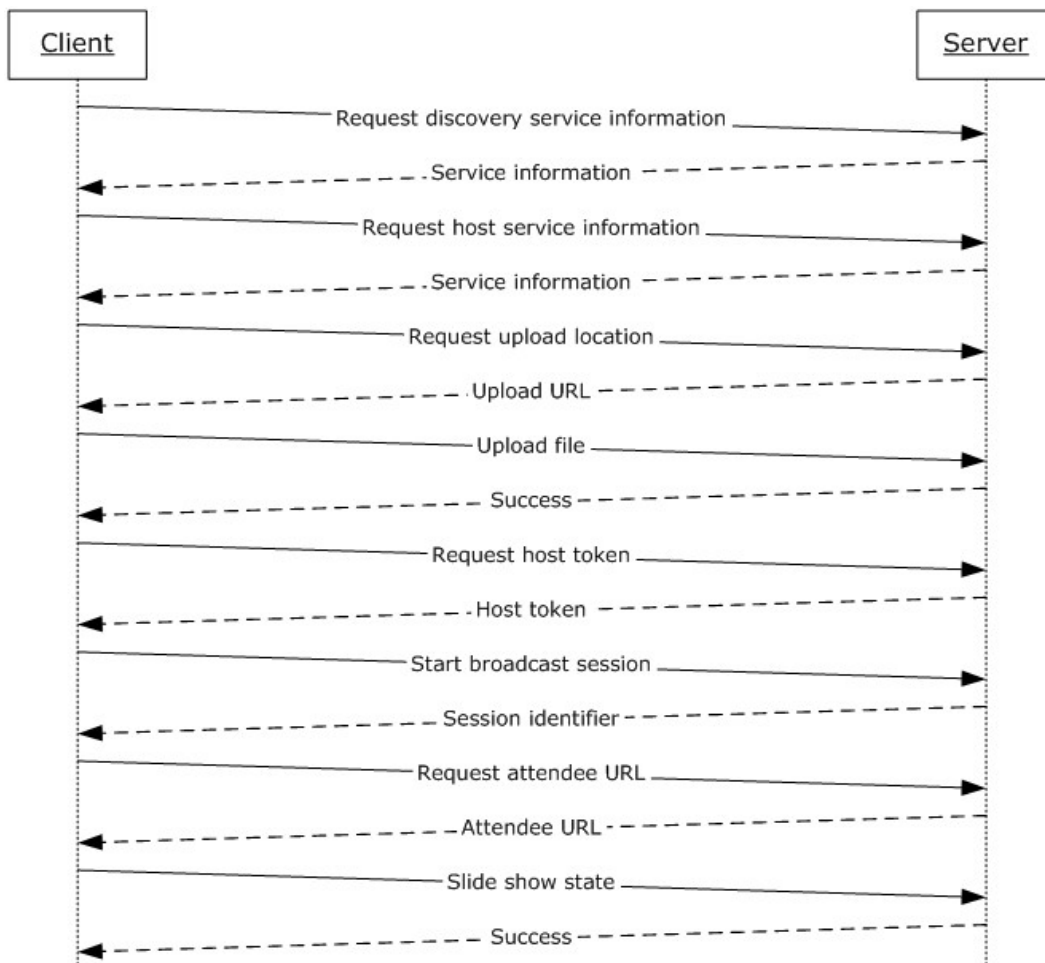 Client
Server
Request discovery service information
Service information
Request host service information
Service information
Request upload location
Upload URL
Upload file
Success
Request host token
Host token
Start broadcast session
Session identifier
Request attendee URL
Attendee URL
Slide show state
Success